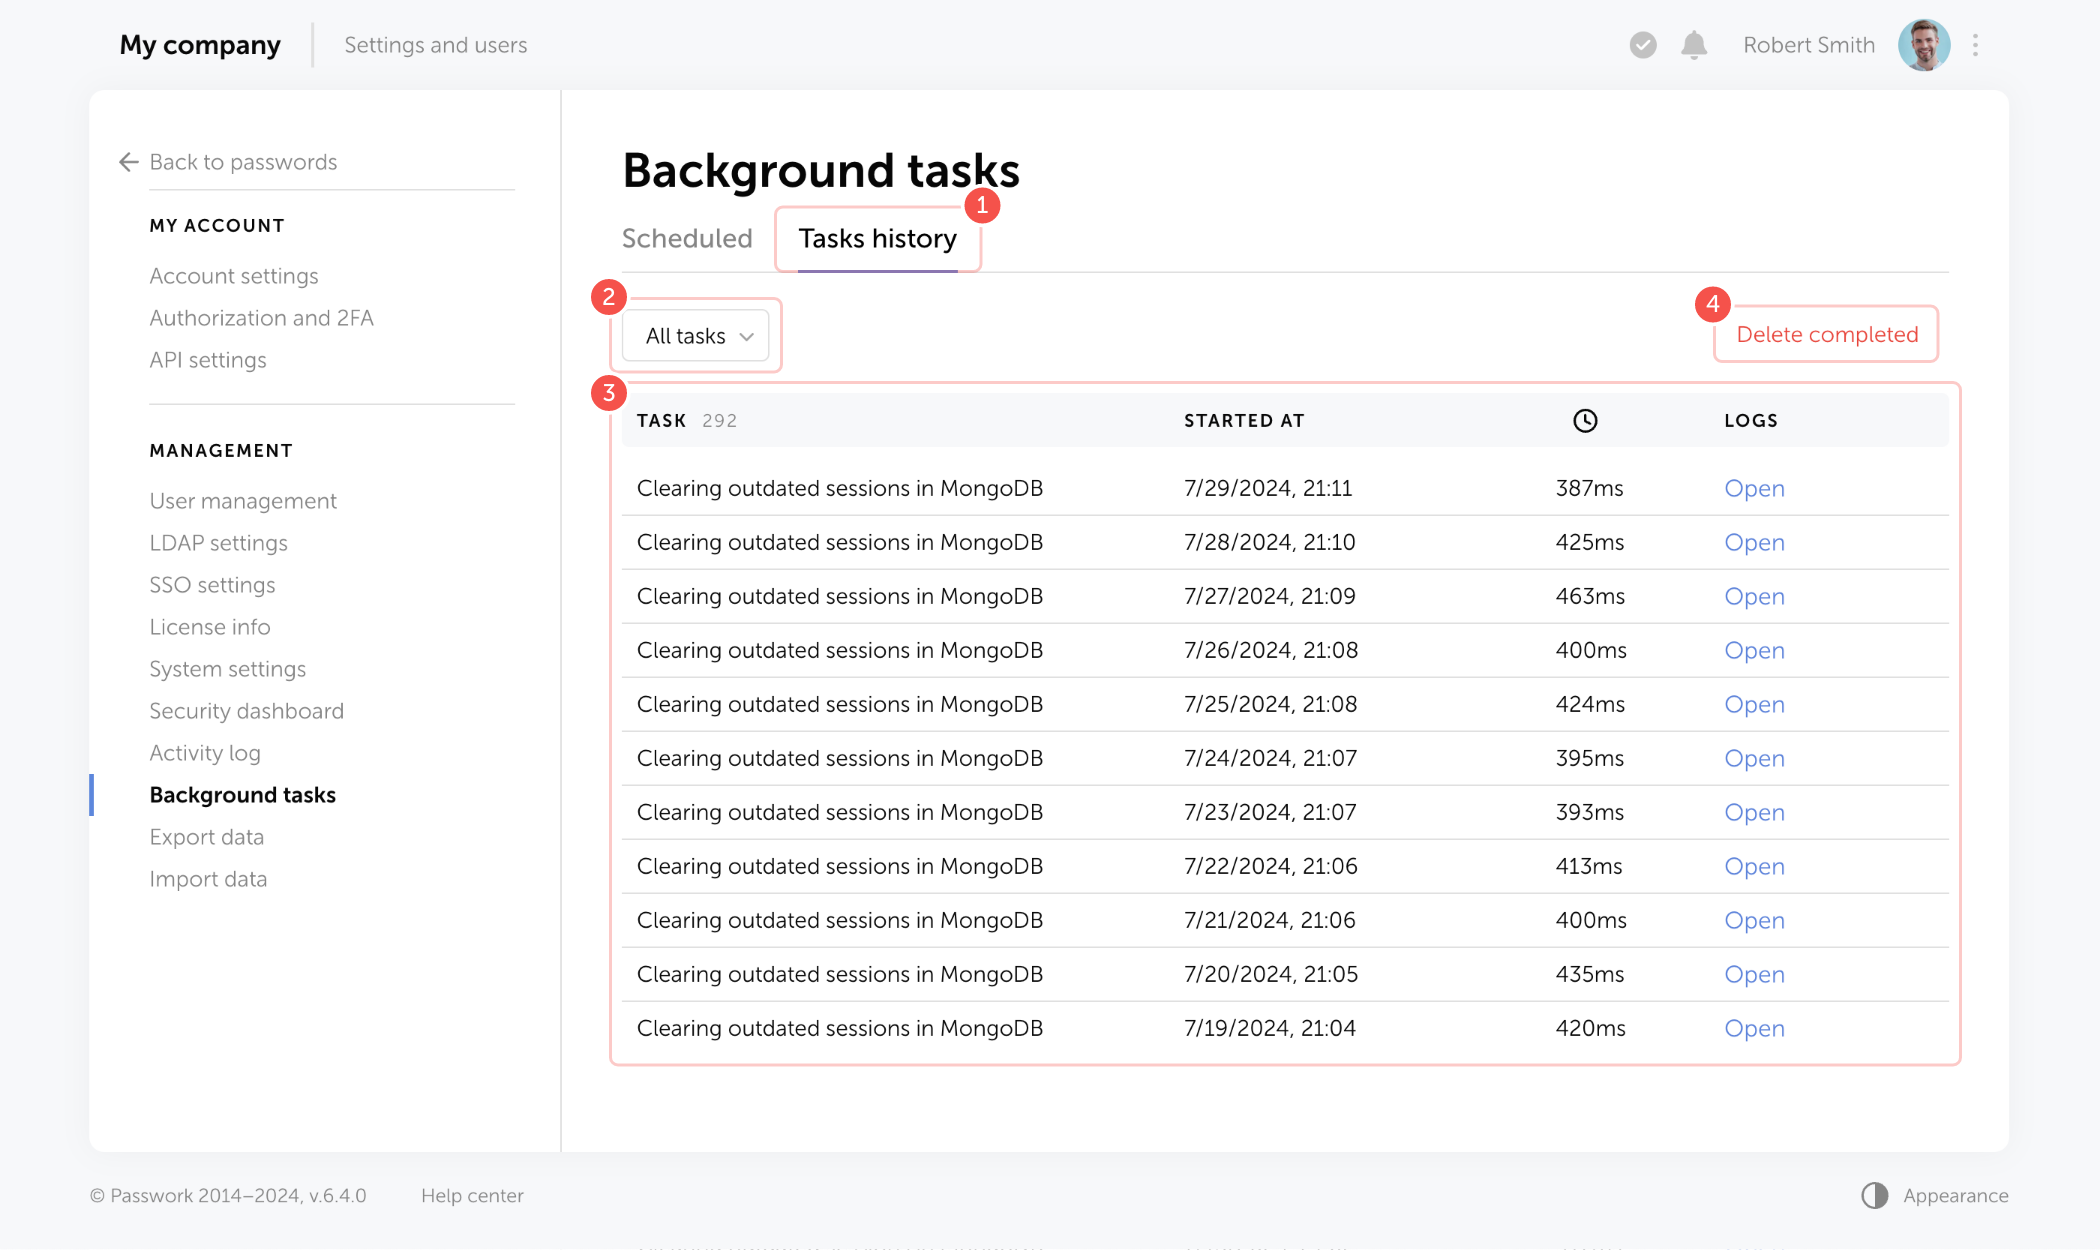 My company
Settings and users
Robert Smith
Back to passwords
MY ACCOUNT
Account settings
Authorization and 2FA
API settings
MANAGEMENT
User management
LDAP settings
SSO settings
License info
System settings
Security dashboard
Activity log
Background tasks
Export data
Import data
Background tasks
1
Scheduled Tasks history
2
All tasks
4
Delete completed
3
TASK 292 STARTED AT LOGS
Clearing outdated sessions in MongoDB 7/29/2024, 21:11 387ms Open
Clearing outdated sessions in MongoDB 7/28/2024, 21:10 425ms Open
Clearing outdated sessions in MongoDB 7/27/2024, 21:09 463ms Open
Clearing outdated sessions in MongoDB 7/26/2024, 21:08 400ms Open
Clearing outdated sessions in MongoDB 7/25/2024, 21:08 424ms Open
Clearing outdated sessions in MongoDB 7/24/2024, 21:07 395ms Open
Clearing outdated sessions in MongoDB 7/23/2024, 21:07 393ms Open
Clearing outdated sessions in MongoDB 7/22/2024, 21:06 413ms Open
Clearing outdated sessions in MongoDB 7/21/2024, 21:06 400ms Open
Clearing outdated sessions in MongoDB 7/20/2024, 21:05 435ms Open
Clearing outdated sessions in MongoDB 7/19/2024, 21:04 420ms Open
© Passwork 2014–2024, v.6.4.0
Help center
Appearance